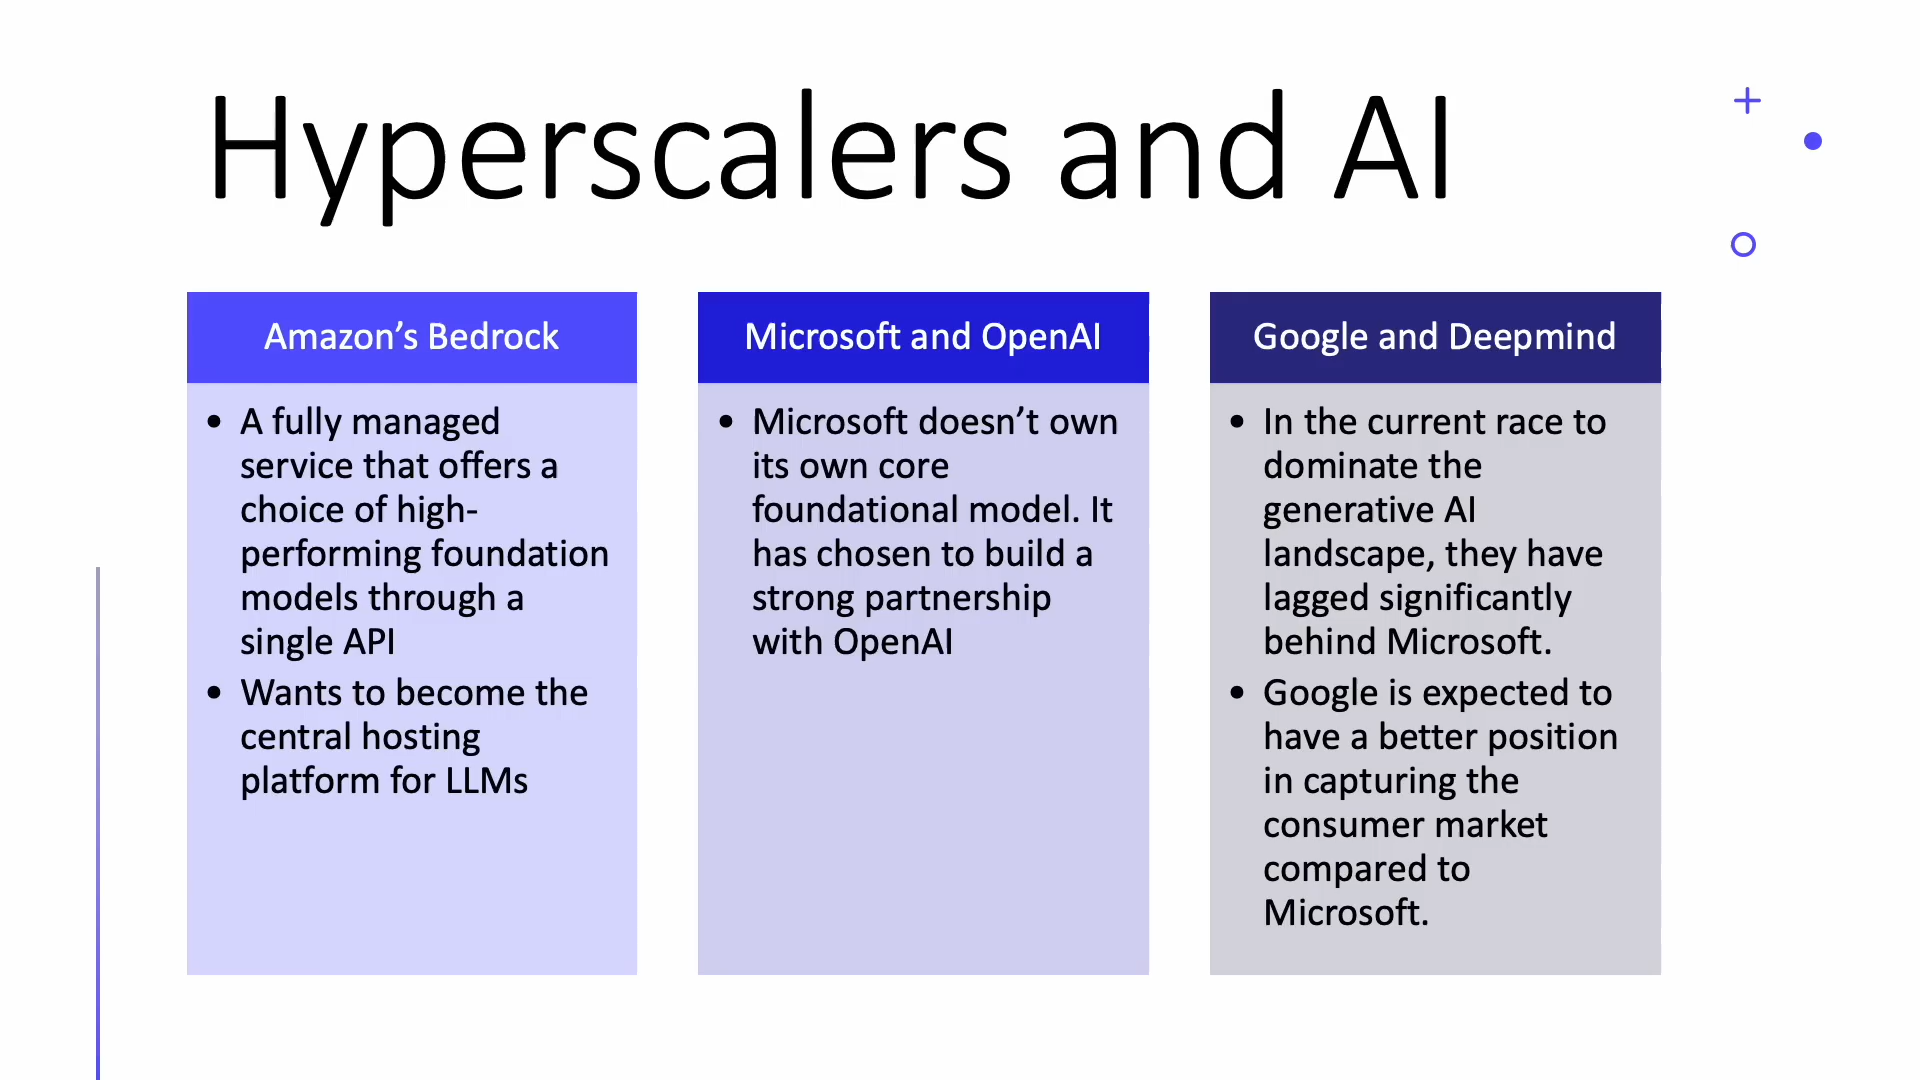 Hyperscalers and AI
Amazon’s Bedrock
• A fully managed
service that offers a
choice of high-
performing foundation
models through a
single API
• Wants to become the
central hosting
platform for LLMs
Microsoft and OpenAI
• Microsoft doesn’t own
its own core
foundational model. It
has chosen to build a
strong partnership
with OpenAI
Google and Deepmind
• In the current race to
dominate the
generative AI
landscape, they have
lagged significantly
behind Microsoft.
• Google is expected to
have a better position
in capturing the
consumer market
compared to
Microsoft.